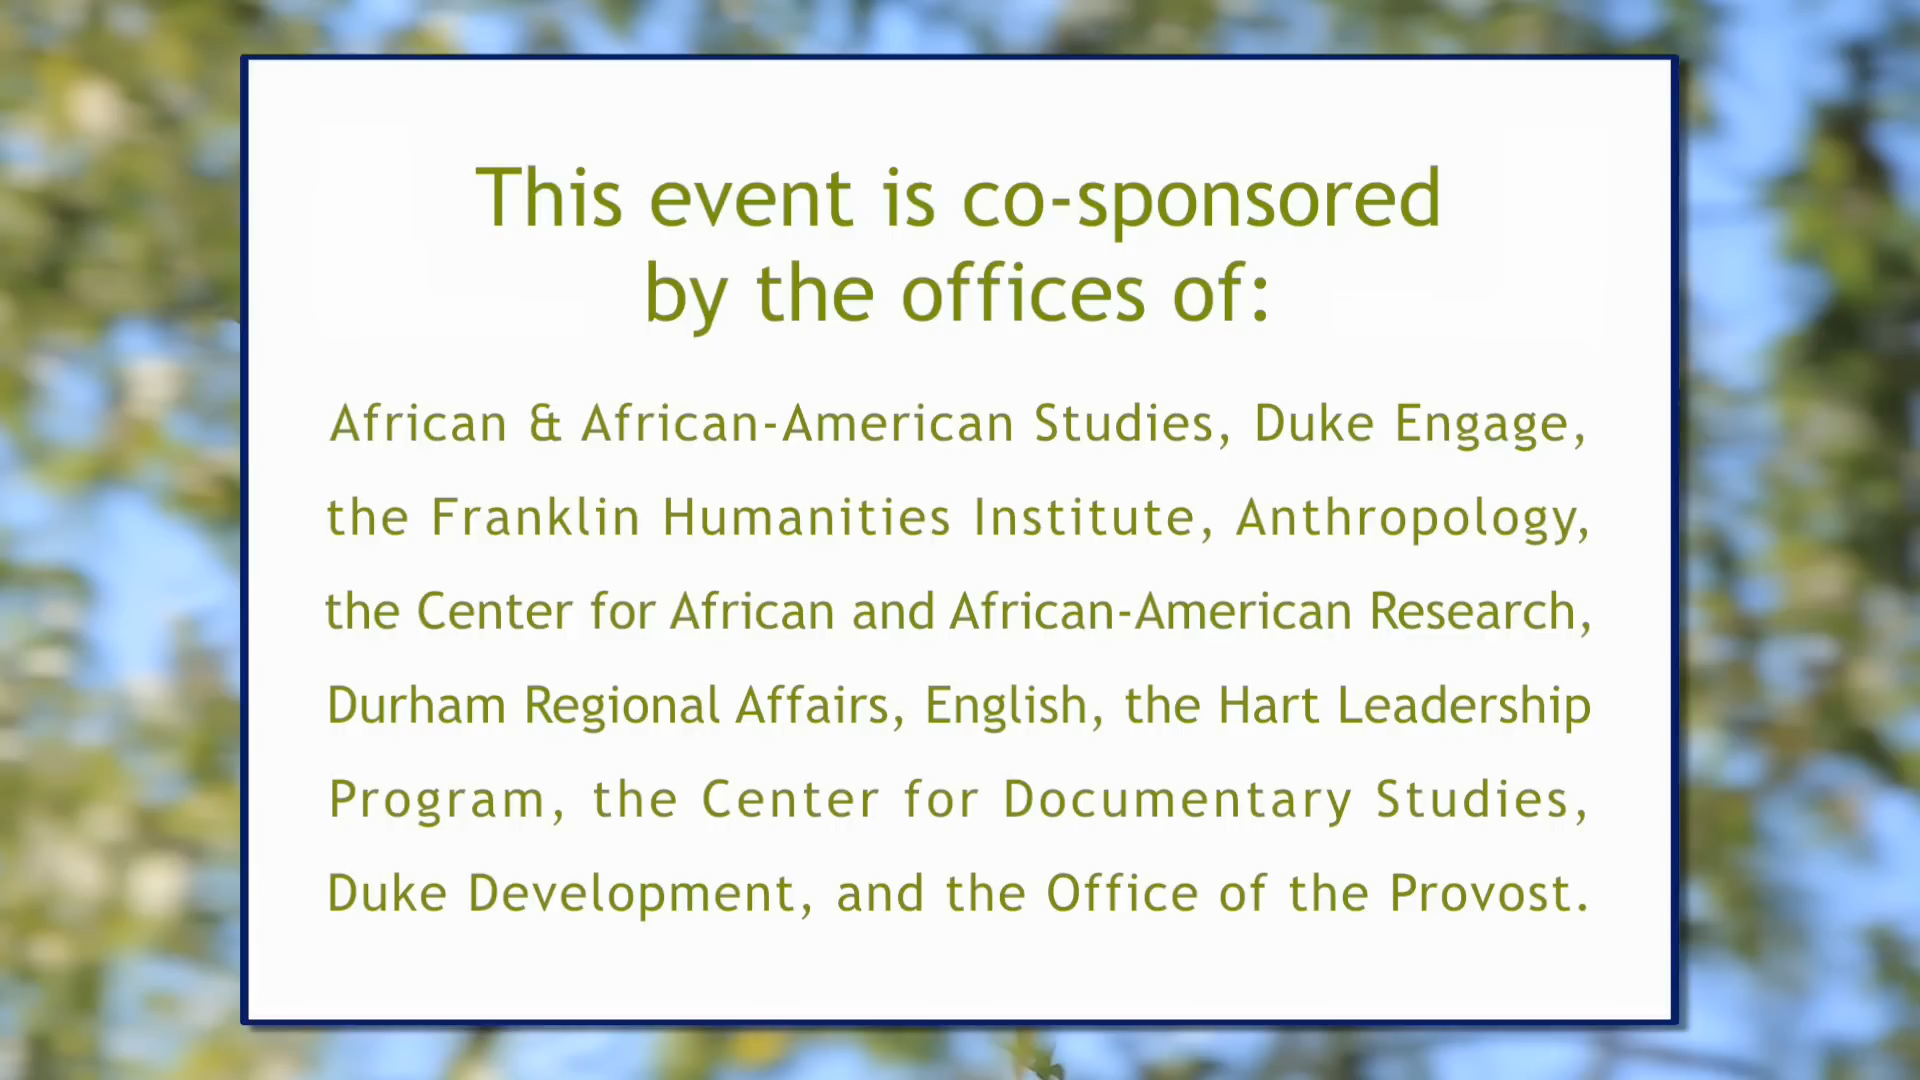 This event is co-sponsored
by the offices of:
African & African-American Studies, Duke Engage,
the Franklin Humanities Institute, Anthropology,
the Center for African and African-American Research,
Durham Regional Affairs, English, the Hart Leadership
Program, the Center for Documentary Studies,
Duke Development, and the Office of the Provost.